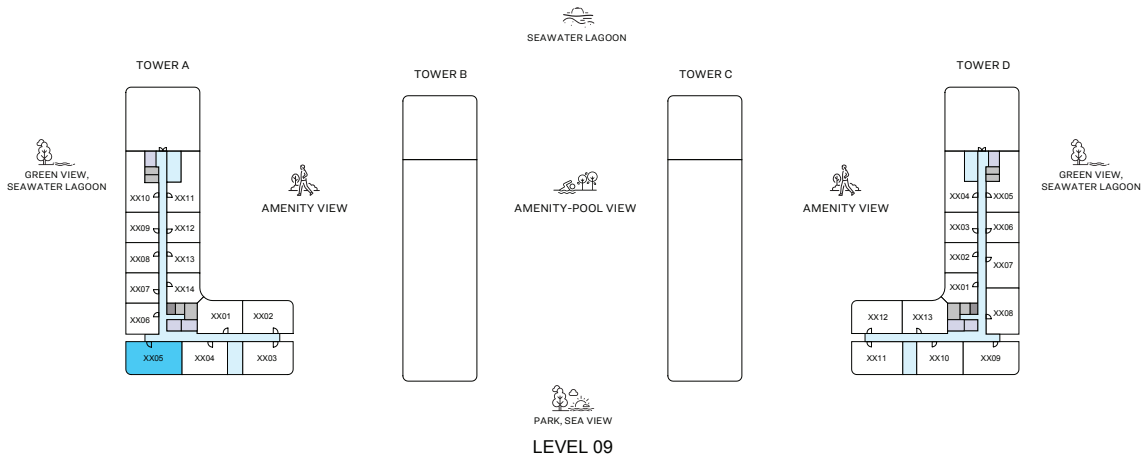 SEAWATER LAGOON
TOWER A
TOWER B
TOWER C
TOWER D
GREEN VIEW,
SEAWATER LAGOON
AMENITY VIEW
AMENITY-POOL VIEW
AMENITY VIEW
GREEN VIEW,
SEAWATER LAGOON
XX10 XX11
XX09 XX12
XX08 XX13
XX07 XX14
XX06 XX01 XX02
XX05 XX04 XX03
XX04 XX05
XX03 XX06
XX02 XX07
XX01
XX12 XX13 XX08
XX11 XX10 XX09
PARK, SEA VIEW
LEVEL 09